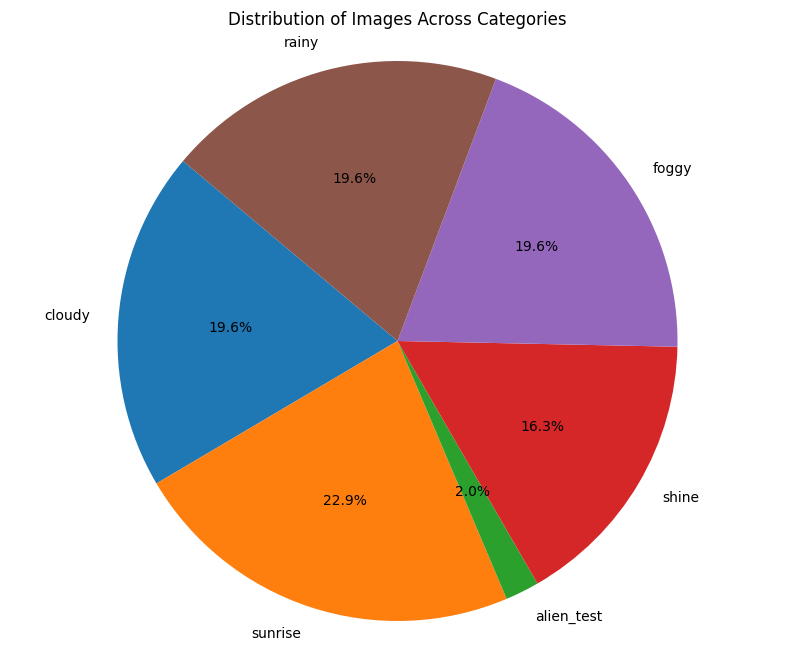 Distribution of Images Across Categories
rainy
foggy
19.6%
19.6%
cloudy
19.6%
16.3%
22.9%
2.0%
shine
alien_test
sunrise